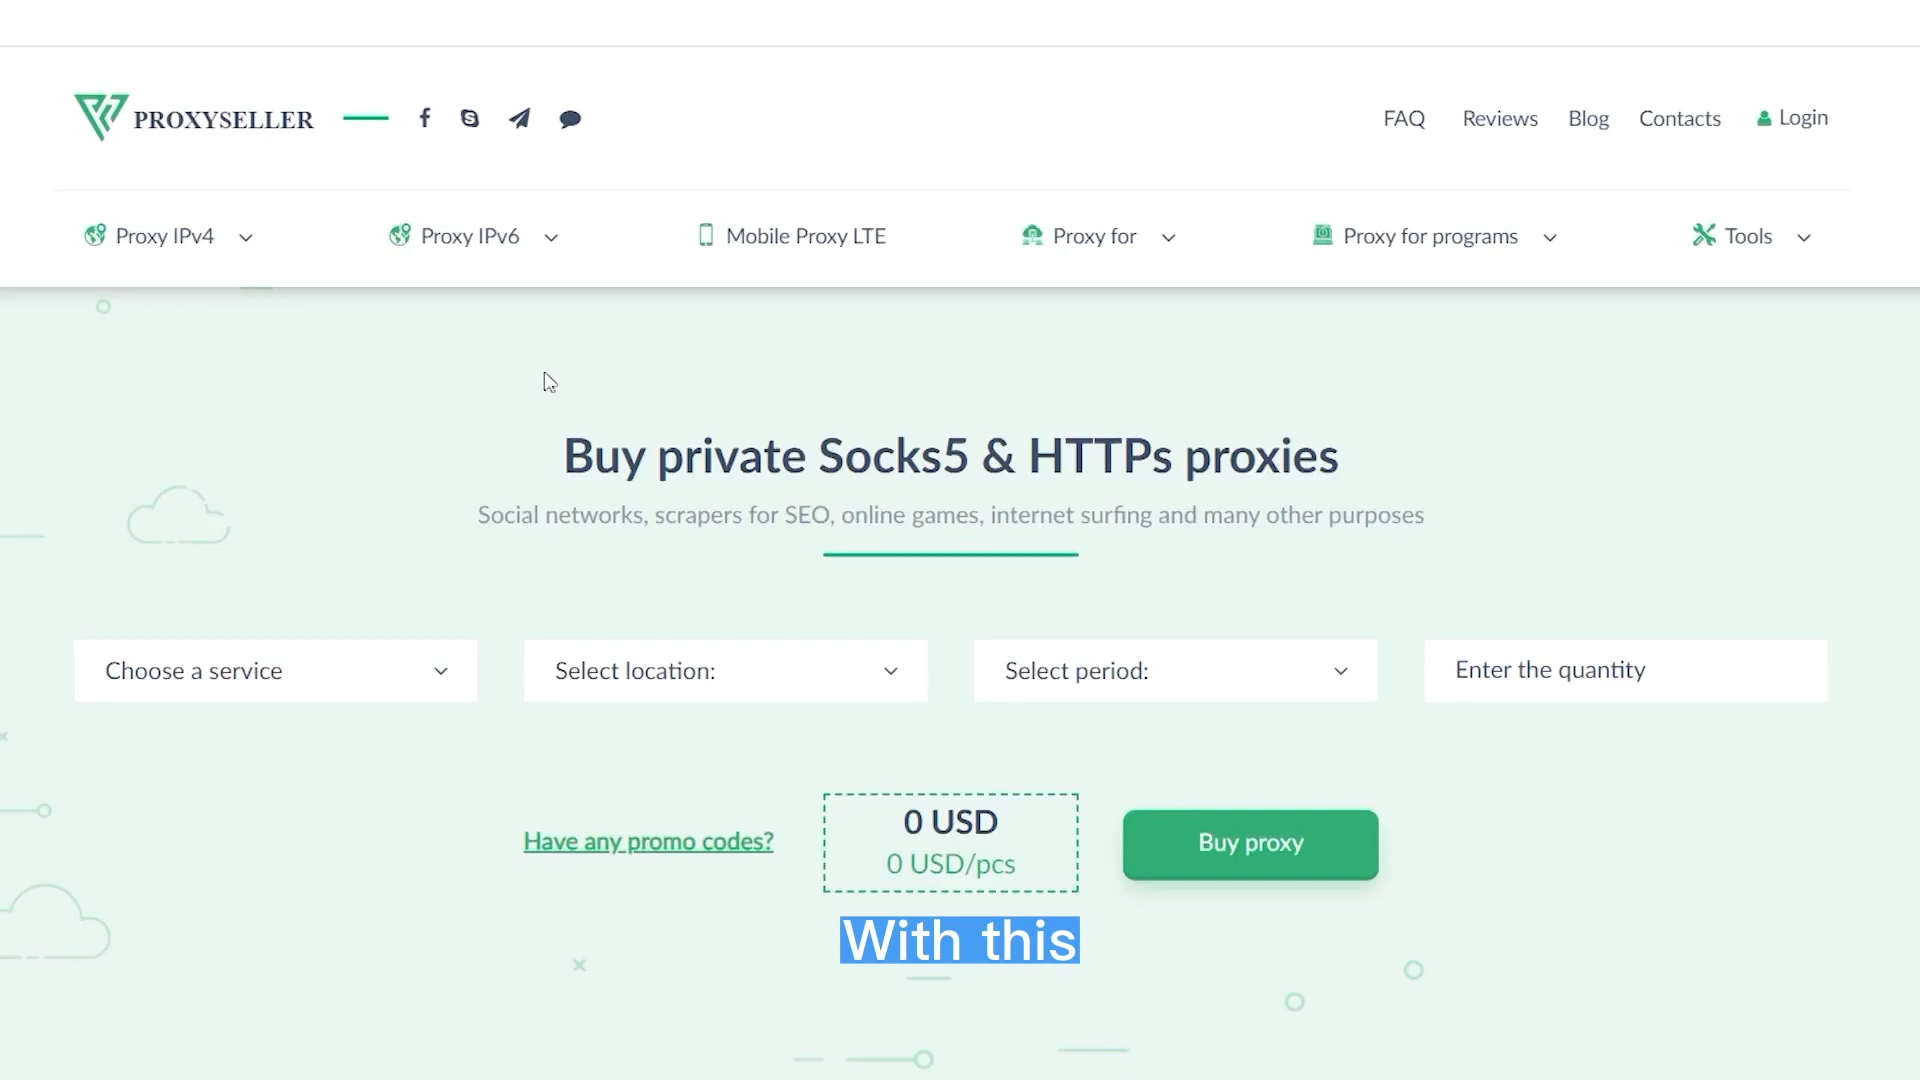 PROXYSELLER
FAQ Reviews Blog Contacts Login
Proxy IPv4 Proxy IPv6 Mobile Proxy LTE Proxy for Proxy for programs Tools
Buy private Socks5 & HTTPs proxies
Social networks, scrapers for SEO, online games, internet surfing and many other purposes
Choose a service Select location: Select period: Enter the quantity
Have any promo codes?
0 USD
0 USD/pcs
Buy proxy
With this